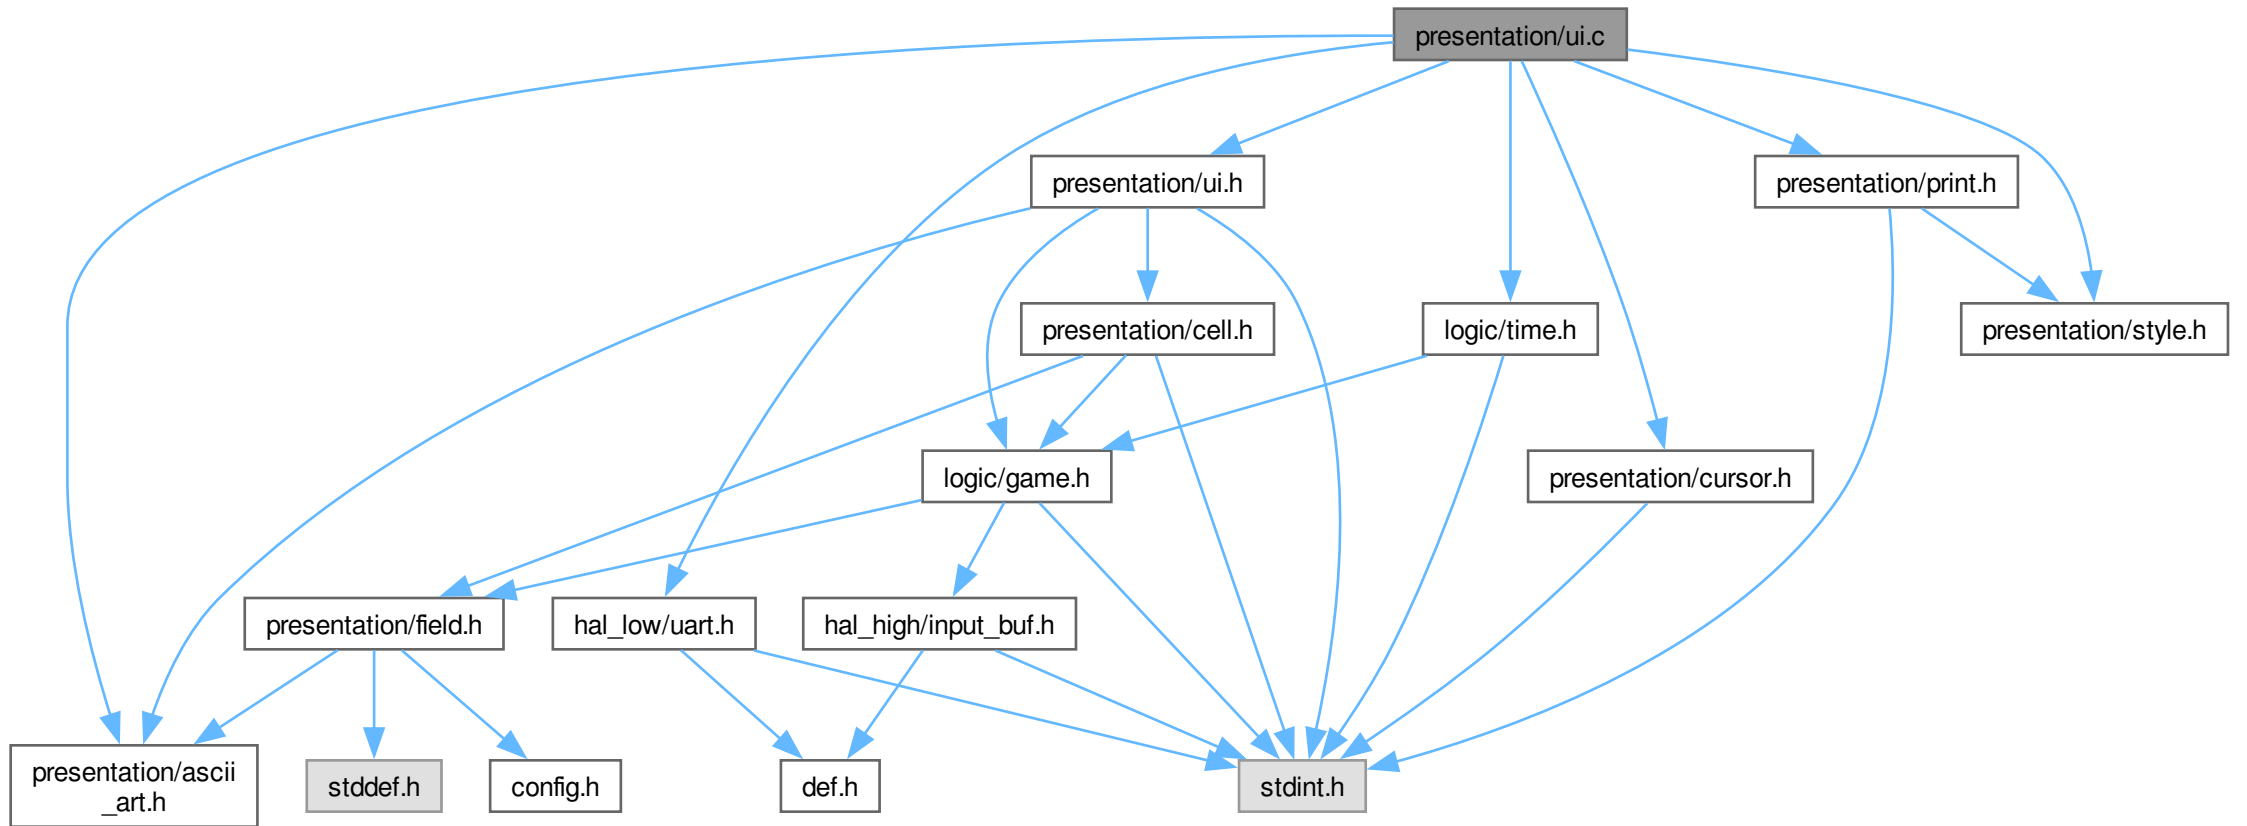 presentation/ui.c
presentation/ui.h
presentation/print.h
presentation/cell.h
logic/time.h
presentation/style.h
logic/game.h
presentation/cursor.h
presentation/field.h
hal_low/uart.h
hal_high/input_buf.h
presentation/ascii
_art.h
stddef.h
config.h
def.h
stdint.h